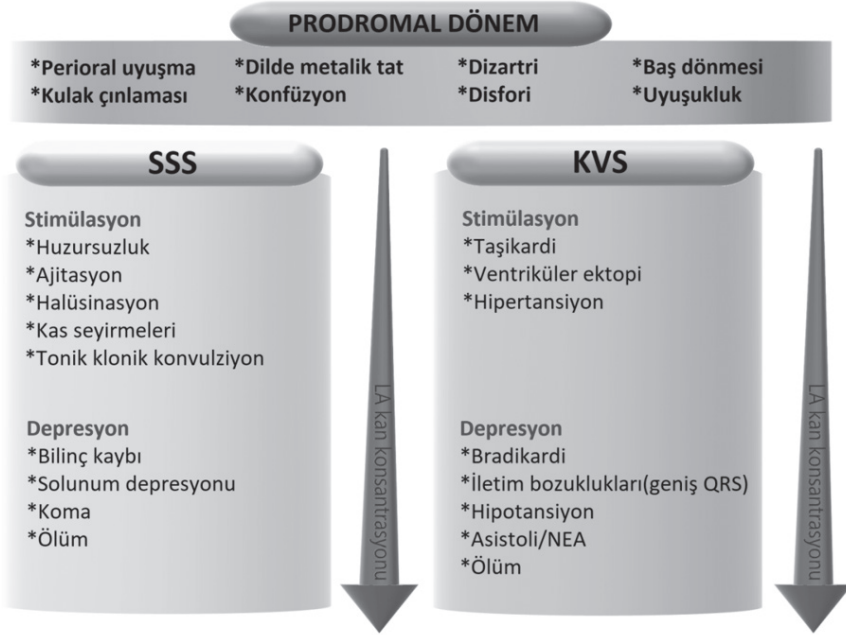 PRODROMAL DÖNEM
*Perioral uyuşma *Dilde metalik tat *Dizartri *Baş dönmesi
*Kulak çınlaması *Konfüzyon *Disfori *Uyuşukluk
SSS
Stimülasyon
*Huzursuzluk
*Ajitasyon
*Halüsinasyon
*Kas seyirmeleri
*Tonik klonik konvulziyon
Depresyon
*Bilinç kaybı
*Solunum depresyonu
*Koma
*Ölüm
LA kan konsantrasyonu
KVS
Stimülasyon
*Taşikardi
*Ventriküler ektopi
*Hipertansiyon
Depresyon
*Bradikardi
*İletim bozuklukları(geniş QRS)
*Hipotansiyon
*Asistoli/NEA
*Ölüm
LA kan konsantrasyonu